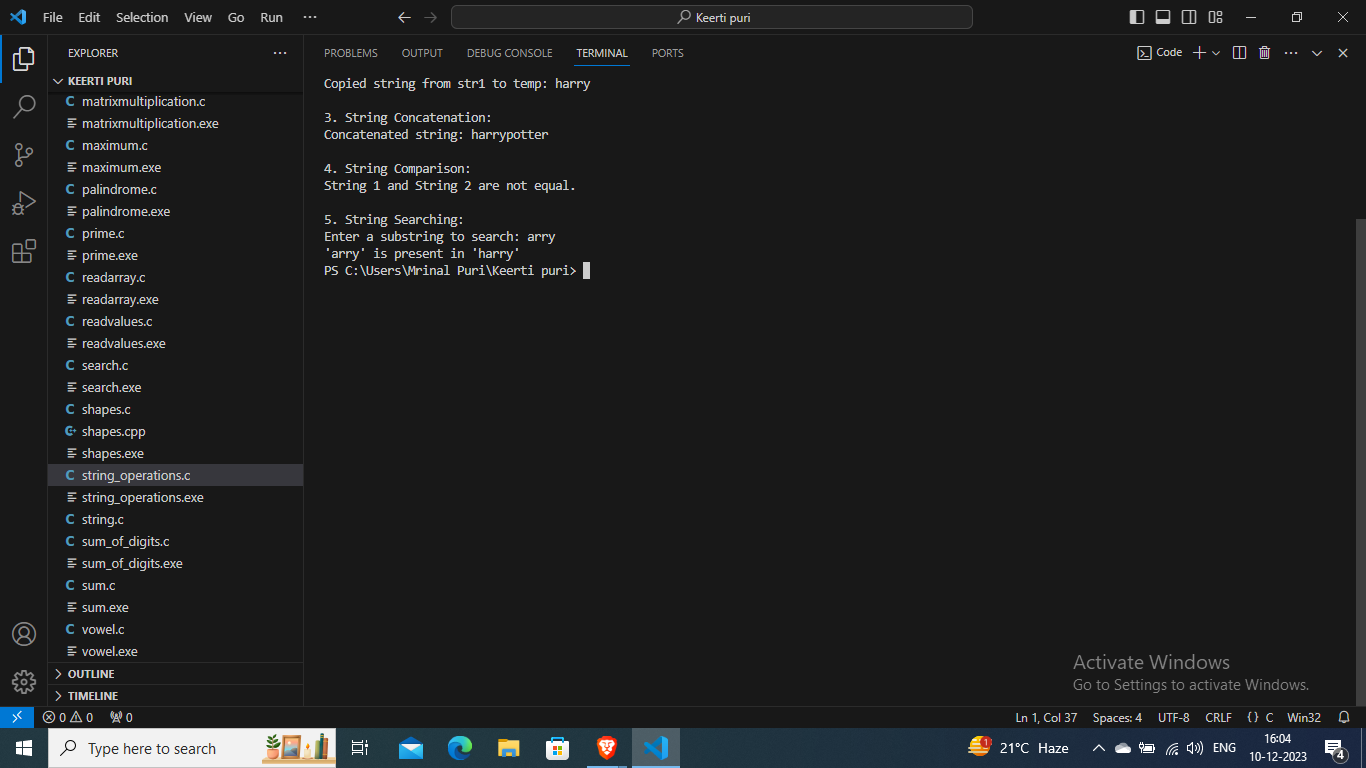 File Edit Selection View Go Run ···
Keerti puri
EXPLORER
KEERTI PURI
C matrixmultiplication.c
matrixmultiplication.exe
C maximum.c
maximum.exe
C palindrome.c
palindrome.exe
C prime.c
prime.exe
C readarray.c
readarray.exe
C readvalues.c
readvalues.exe
C search.c
search.exe
C shapes.c
shapes.cpp
shapes.exe
C string_operations.c
string_operations.exe
C string.c
C sum_of_digits.c
sum_of_digits.exe
C sum.c
sum.exe
C vowel.c
vowel.exe
OUTLINE
TIMELINE
PROBLEMS OUTPUT DEBUG CONSOLE TERMINAL PORTS
Code
Copied string from str1 to temp: harry
3. String Concatenation:
Concatenated string: harrypotter
4. String Comparison:
String 1 and String 2 are not equal.
5. String Searching:
Enter a substring to search: arry
'arry' is present in 'harry'
PS C:\Users\Mrinal Puri\Keerti puri>
Activate Windows
Go to Settings to activate Windows.
0 0 0
Ln 1, Col 37 Spaces: 4 UTF-8 CRLF {} C Win32
Type here to search
1 21°C Haze ENG
16:04
10-12-2023
4